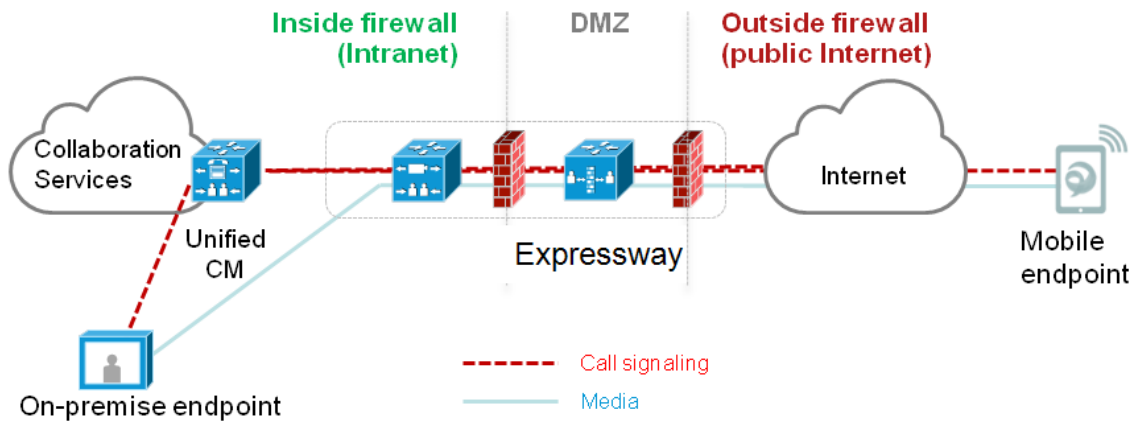 Inside firewall
(Intranet)
DMZ
Outside firewall
(public Internet)
Collaboration
Services
Unified
CM
Expressway
Internet
Mobile
endpoint
On-premise endpoint
Call signaling
Media